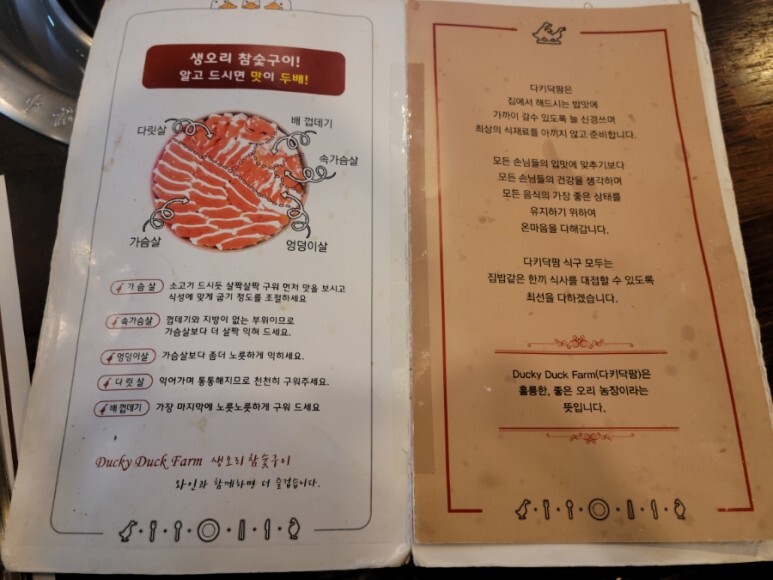 생오리 참숯구이!
알고 드시면 맛이 두배!
다릿살
배 껍데기
속가슴살
가슴살
엉덩이살
가슴살 소고기 드시듯 살짝살짝 구워 먼저 맛을 보시고
식성에 맞게 굽기 정도를 조절하세요
속가슴살 껍데기와 지방이 없는 부위이므로
가슴살보다 더 살짝 익혀 드세요.
엉덩이살 가슴살보다 좀더 노릇하게 익히세요.
다릿살 익어가며 통통해지므로 천천히 구워주세요.
배 껍데기 가장 마지막에 노릇노릇하게 구워 드세요
Ducky Duck Farm 생오리 참숯구이
와인과 함께하면 더 즐겁습니다.
다키덕팜은
집에서 해드시는 밥맛에
가까이 갈수 있도록 늘 신경쓰며
최상의 식재료를 아끼지 않고 준비합니다.
모든 손님들의 입맛에 맞추기보다
모든 손님들의 건강을 생각하며
모든 음식의 가장 좋은 상태를
유지하기 위하여
온마음을 다해갑니다.
다키덕팜 식구 모두는
집밥같은 한끼 식사를 대접할 수 있도록
최선을 다하겠습니다.
Ducky Duck Farm(다키덕팜)은
훌륭한, 좋은 오리 농장이라는
뜻입니다.